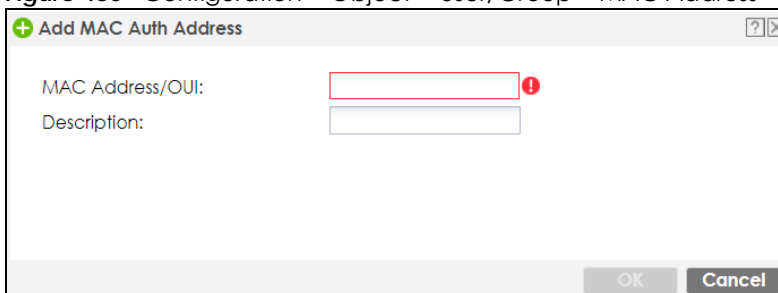 Add MAC Auth Address
MAC Address/OUI:
Description:
OK Cancel